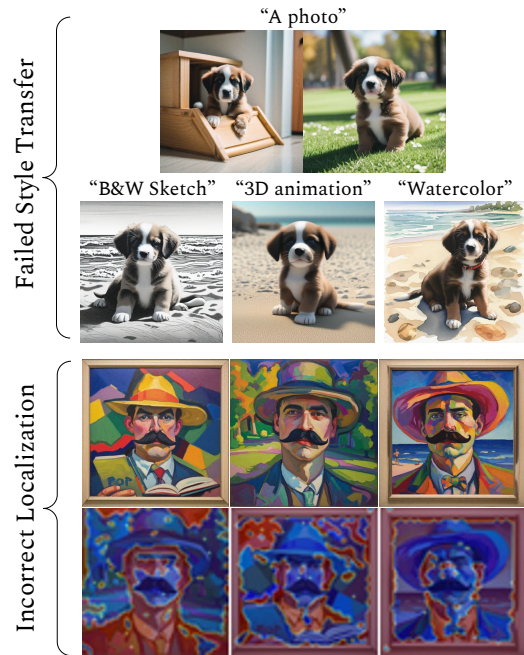 “A photo”
Failed Style Transfer
“B&W Sketch”
“3D animation”
“Watercolor”
Incorrect Localization